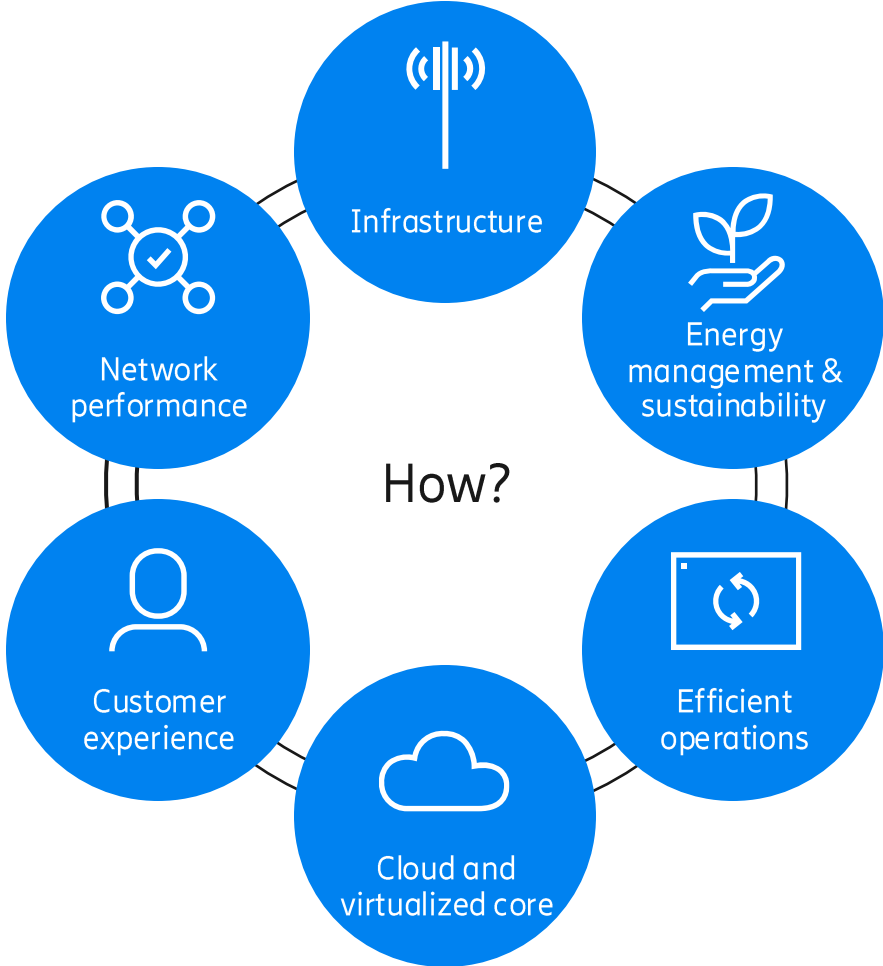 Infrastructure
Network
performance
Energy
management &
sustainability
How?
Customer
experience
Efficient
operations
Cloud and
virtualized core